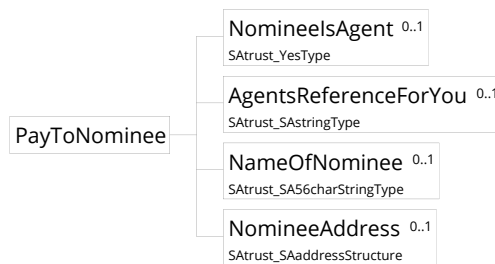 NomineeIsAgent 0..1
SAtrust_YesType
AgentsReferenceForYou 0..1
SAtrust_SAstringType
PayToNominee
NameOfNominee 0..1
SAtrust_SA56charStringType
NomineeAddress 0..1
SAtrust_SAaddressStructure